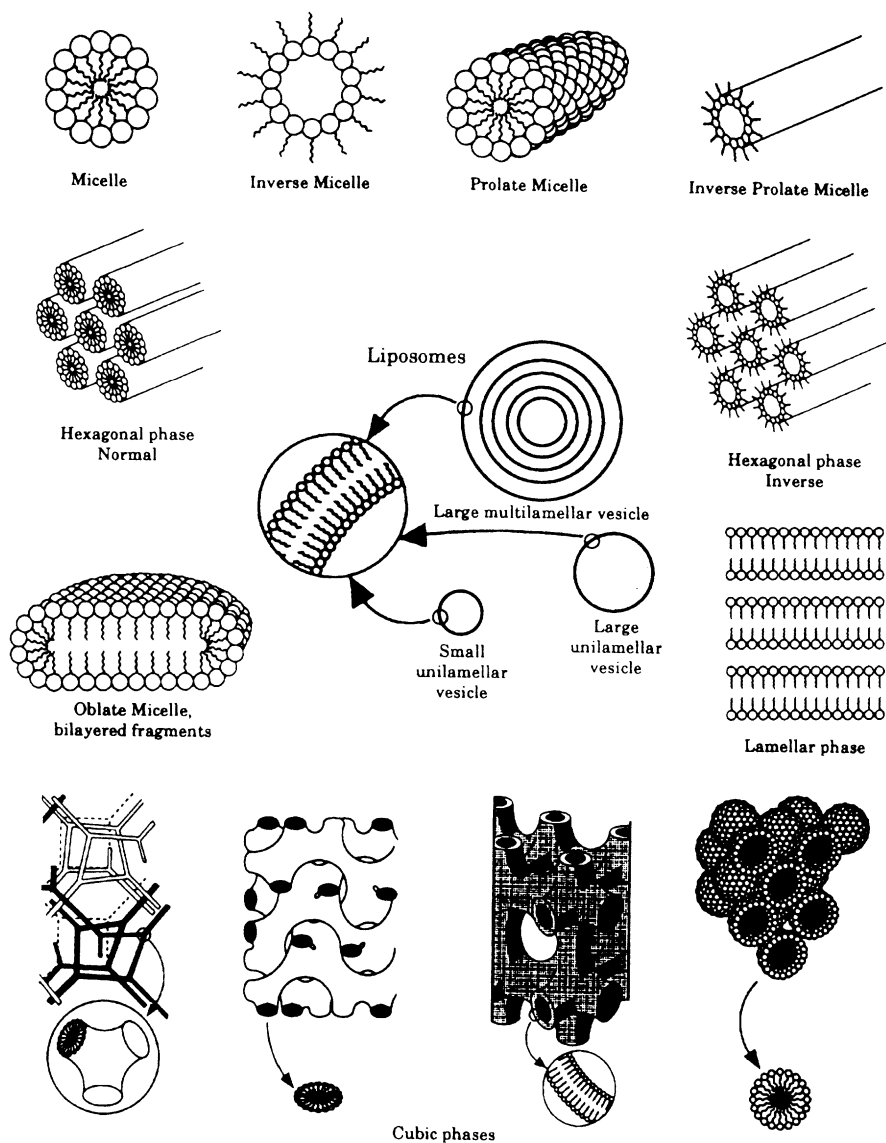 Micelle
Inverse Micelle
Prolate Micelle
Inverse Prolate Micelle
Hexagonal phase
Normal
Liposomes
Large multilamellar vesicle
Hexagonal phase
Inverse
Small
unilamellar
vesicle
Large
unilamellar
vesicle
Oblate Micelle,
bilayered fragments
Lamellar phase
Cubic phases